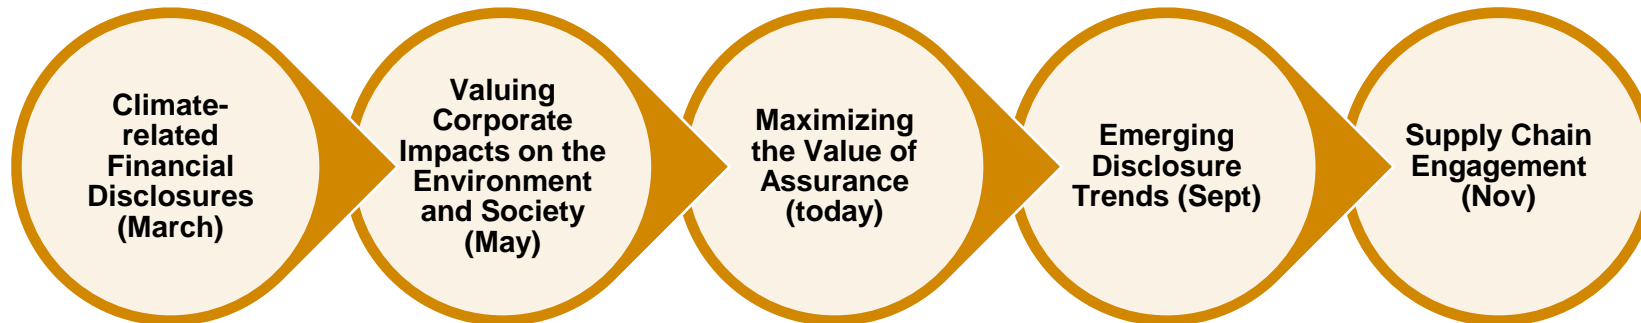 Climate-
related
Financial
Disclosures
(March)
Valuing
Corporate
Impacts on the
Environment
and Society
(May)
Maximizing
the Value of
Assurance
(today)
Emerging
Disclosure
Trends (Sept)
Supply Chain
Engagement
(Nov)